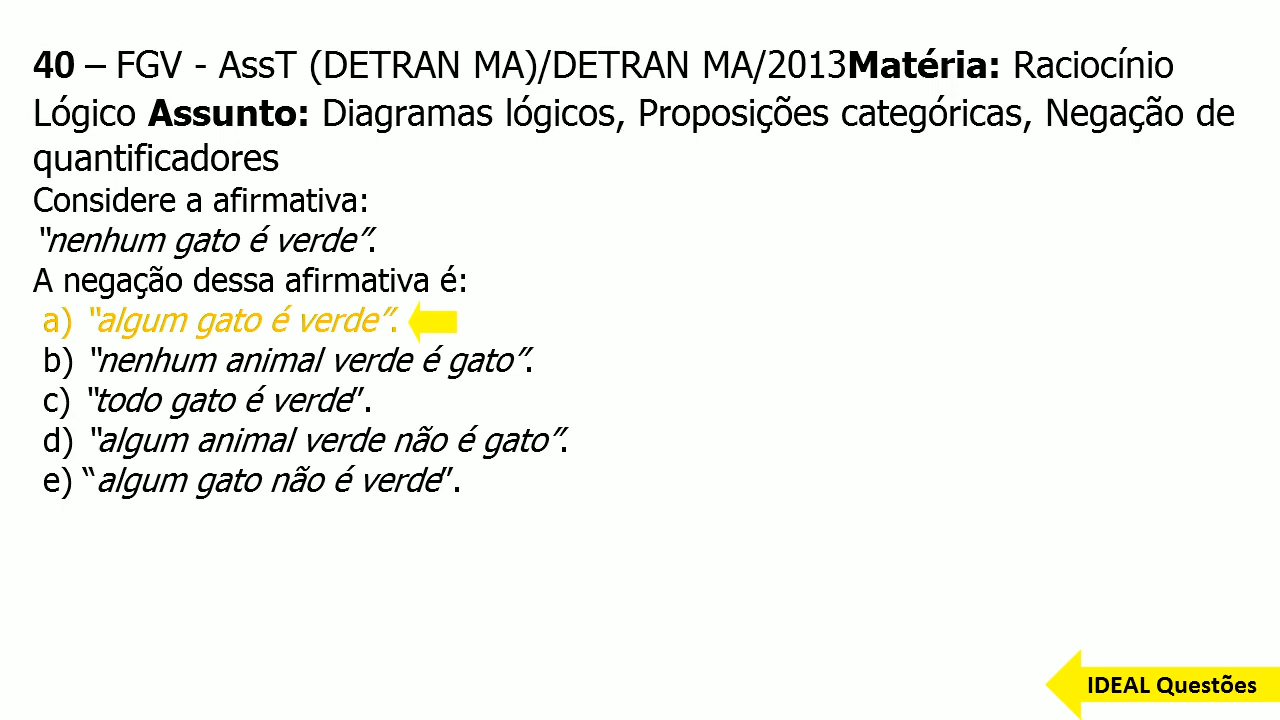 40 – FGV - AssT (DETRAN MA)/DETRAN MA/2013Matéria: Raciocínio
Lógico Assunto: Diagramas lógicos, Proposições categóricas, Negação de
quantificadores
Considere a afirmativa:
“nenhum gato é verde”.
A negação dessa afirmativa é:
a) “algum gato é verde”.
b) “nenhum animal verde é gato”.
c) “todo gato é verde”.
d) “algum animal verde não é gato”.
e) “algum gato não é verde”.
IDEAL Questões